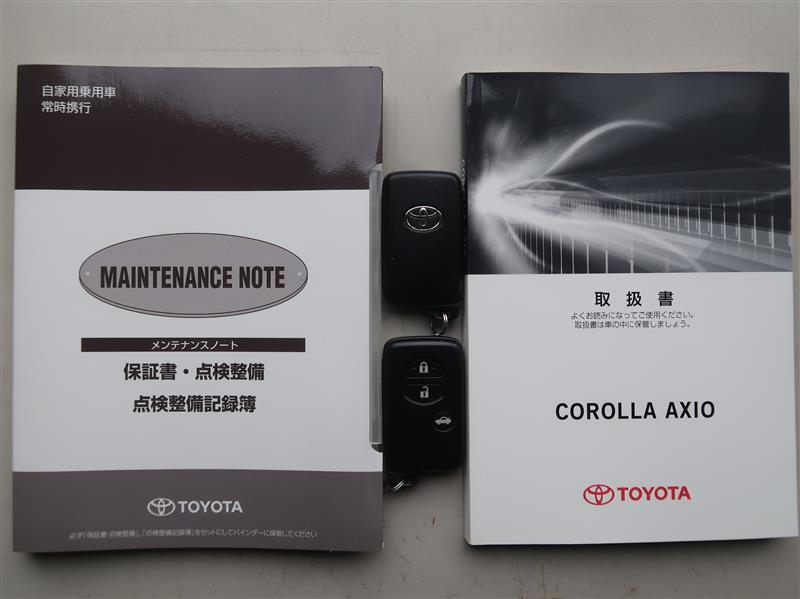 自家用乗用車
常時携行
MAINTENANCE NOTE
メンテナンスノート
保証書・点検整備
点検整備記録簿
TOYOTA
必ず「保証書・点検整備」、「点検整備記録簿」をセットにしてバインダーに保管してください
取扱書
よくお読みになってご使用ください。
取扱書は車の中に保管しましょう。
COROLLA AXIO
TOYOTA